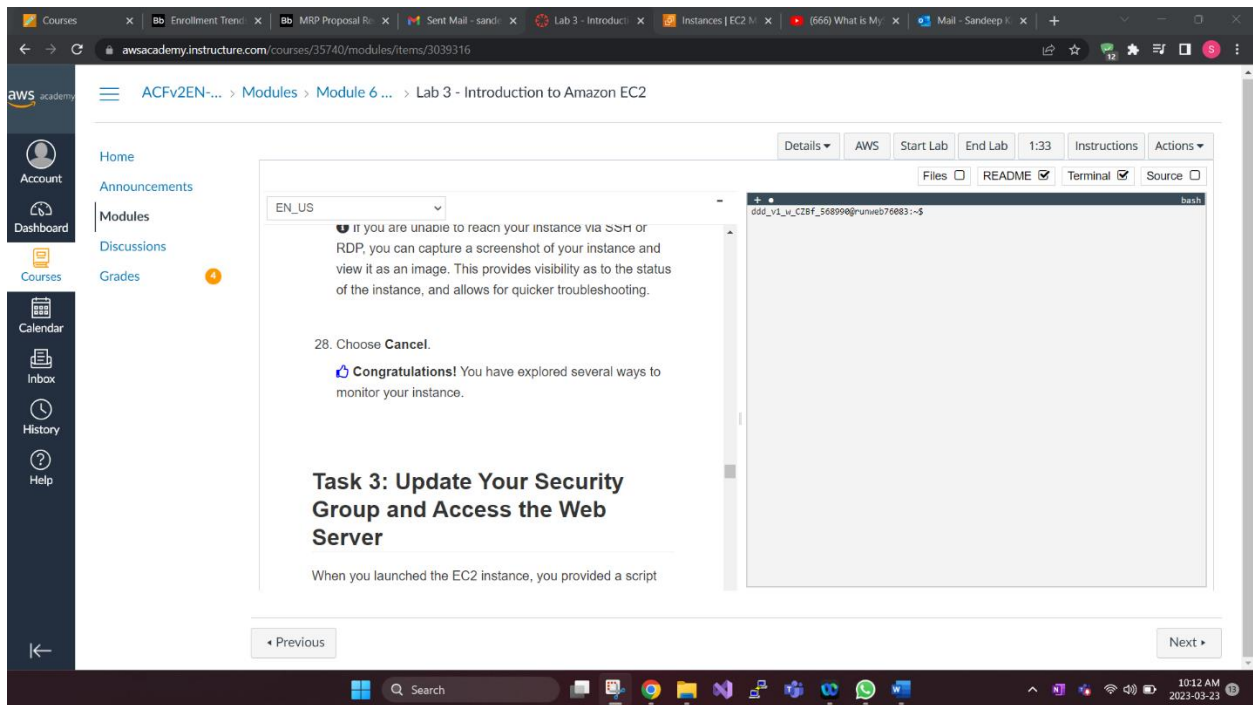 Courses
Bb Enrollment Trend:
Bb MRP Proposal Re
Sent Mail - sande
Lab 3 - Introducti
Instances | EC2 M
(666) What is My
Mail - Sandeep K
awsacademy.instructure.com/courses/35740/modules/items/3039316
12
S
aws academy
ACFv2EN-... > Modules > Module 6 ... > Lab 3 - Introduction to Amazon EC2
Account
Dashboard
Courses
Calendar
Inbox
History
Help
Home
Announcements
Modules
Discussions
Grades 4
Details AWS Start Lab End Lab 1:33 Instructions Actions
Files README Terminal Source
EN_US
If you are unable to reach your instance via SSH or
RDP, you can capture a screenshot of your instance and
view it as an image. This provides visibility as to the status
of the instance, and allows for quicker troubleshooting.
28. Choose Cancel.
Congratulations! You have explored several ways to
monitor your instance.
Task 3: Update Your Security
Group and Access the Web
Server
When you launched the EC2 instance, you provided a script
bash
ddd_v1_w_CZBf_568990@runweb76083:~$
Previous
Next
Search
10:12 AM
2023-03-23
13